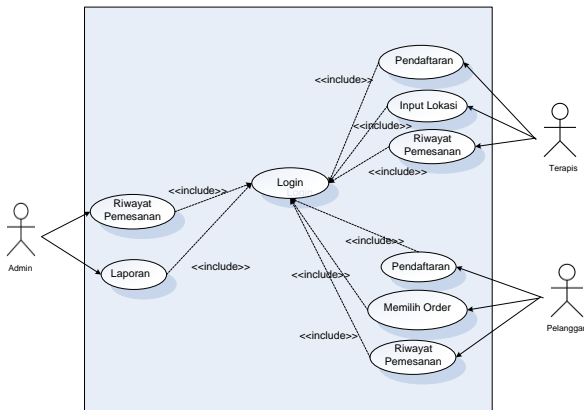 Pendaftaran
<<include>>
Input Lokasi
<<include>>
Riwayat
Pemesanan
Terapis
<<include>>
Login
<<include>>
Riwayat
Pemesanan
Admin
<<include>>
Laporan
<<include>>
Pendaftaran
<<include>>
Memilih Order
Pelanggan
<<include>>
Riwayat
Pemesanan